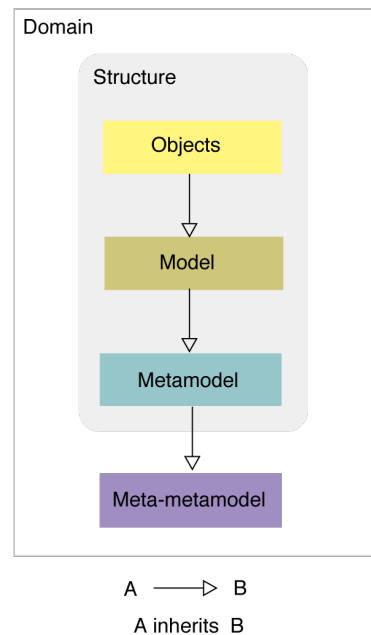 Domain
Structure
Objects
Model
Metamodel
Meta-metamodel
A B
A inherits B